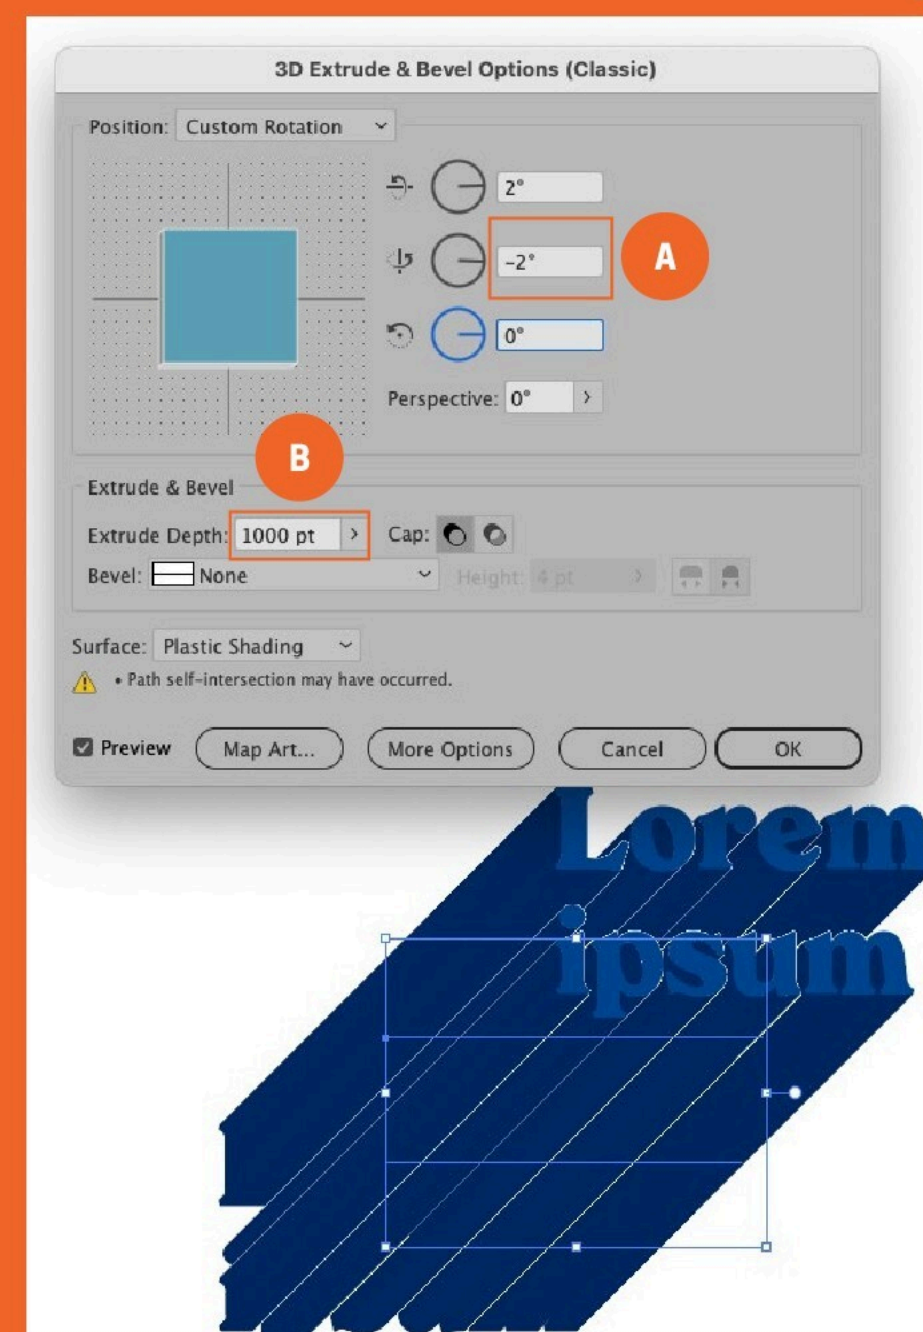 3D Extrude & Bevel Options (Classic)
Position: Custom Rotation
2°
-2°
A
0°
Perspective: 0°
B
Extrude & Bevel
Extrude Depth: 1000 pt
Cap:
Bevel: None
Height: 4 pt
Surface: Plastic Shading
• Path self-intersection may have occurred.
Preview
Map Art...
More Options
Cancel
OK
Lorem
ipsum